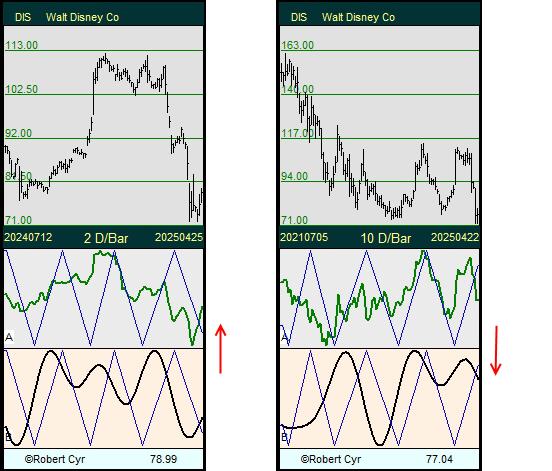 DIS Walt Disney Co
113.00
102.50
92.00
81.50
71.00
20240712 2 D/Bar 20250425
A
B
©Robert Cyr 78.99
DIS Walt Disney Co
163.00
140.00
117.00
94.00
71.00
20210705 10 D/Bar 20250422
A
B
©Robert Cyr 77.04